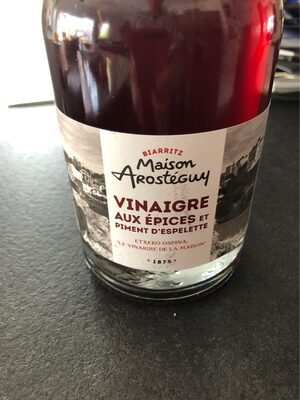 BIARRITZ
Maison
Arostéguy
VINAIGRE
AUX ÉPICES ET
PIMENT D'ESPELETTE
ETXEKO OSPINA,
"LE VINAIGRE DE LA MAISON"
• 1875 •